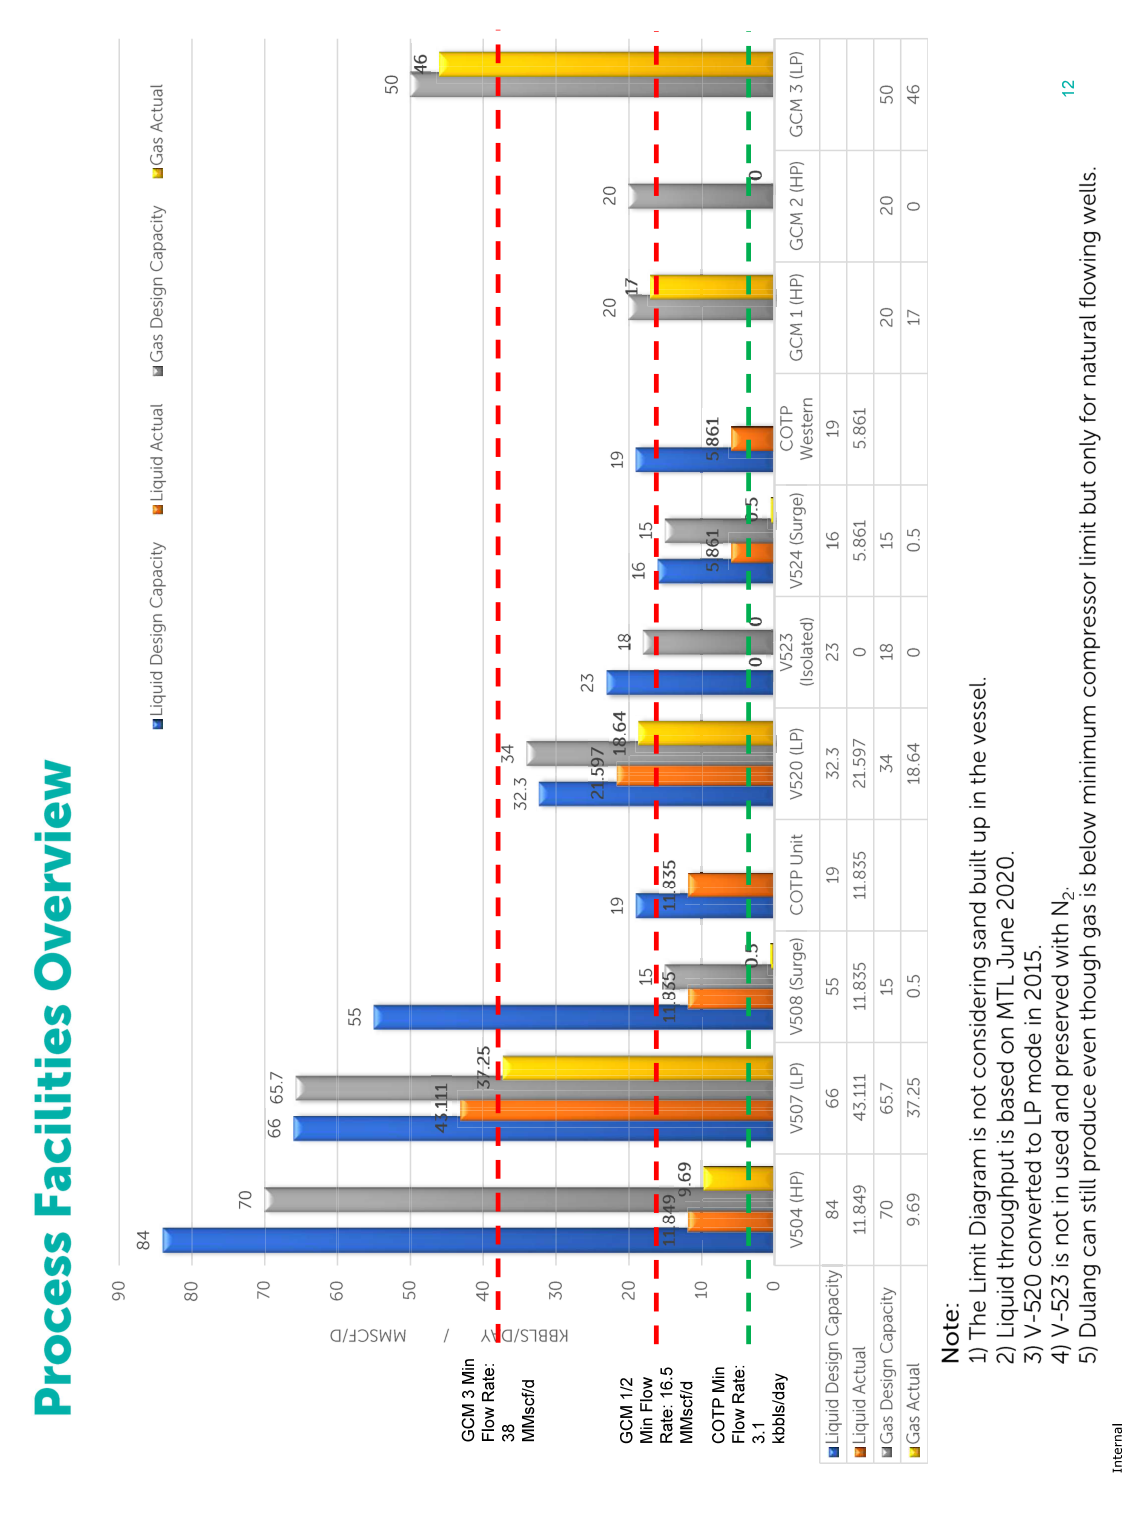 Process Facilities Overview
Liquid Design Capacity
Liquid Actual
Gas Design Capacity
Gas Actual
90
80
70
60
50
40
30
20
10
0
KBBLS/DAY / MMSCF/D
GCM 3 Min
Flow Rate:
38
MMscf/d
GCM 1/2
Min Flow
Rate: 16.5
MMscf/d
COTP Min
Flow Rate:
3.1
kbbls/day
84
11.849
70
9.69
66
43.111
65.7
37.25
55
11.835
15
0.5
19
11.835
32.3
21.597
34
18.64
23
0
18
0
16
5.861
15
0.5
19
5.861
20
17
20
0
50
46
V504 (HP) V507 (LP) V508 (Surge) COTP Unit V520 (LP) V523 (Isolated) V524 (Surge) COTP Western GCM 1 (HP) GCM 2 (HP) GCM 3 (LP)
Liquid Design Capacity 84 66 55 19 32.3 23 16 19
Liquid Actual 11.849 43.111 11.835 11.835 21.597 0 5.861 5.861
Gas Design Capacity 70 65.7 15 34 18 15 20 20 50
Gas Actual 9.69 37.25 0.5 18.64 0 0.5 17 0 46
Note:
1) The Limit Diagram is not considering sand built up in the vessel.
2) Liquid throughput is based on MTL June 2020.
3) V-520 converted to LP mode in 2015.
4) V-523 is not in used and preserved with N2.
5) Dulang can still produce even though gas is below minimum compressor limit but only for natural flowing wells.
12
Internal